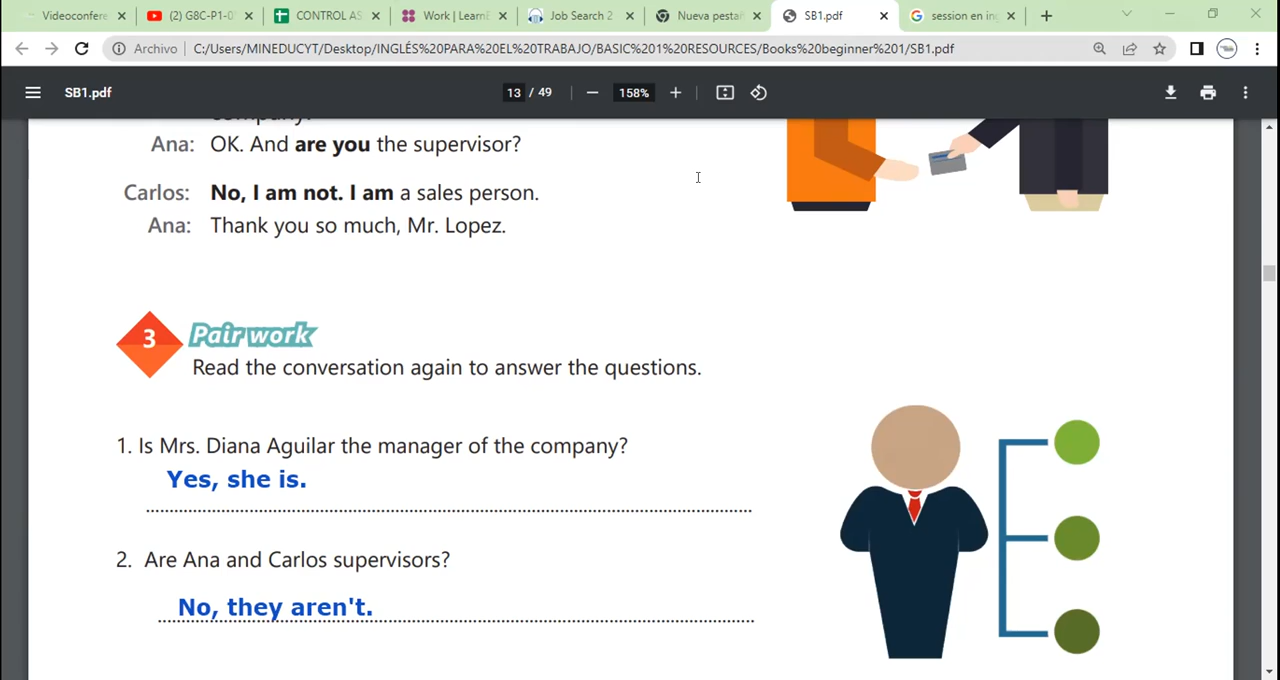 Videoconfere
(2) G8C-P1-0
CONTROL AS
Work | LearnE
Job Search 2
Nueva pestañ
SB1.pdf
session en in
Archivo
C:/Users/MINEDUCYT/Desktop/INGLÉS%20PARA%20EL%20TRABAJO/BASIC%201%20RESOURCES/Books%20beginner%201/SB1.pdf
SB1.pdf
13 / 49
158%
company.
Ana: OK. And are you the supervisor?
Carlos: No, I am not. I am a sales person.
Ana: Thank you so much, Mr. Lopez.
3 Pair work
Read the conversation again to answer the questions.
1. Is Mrs. Diana Aguilar the manager of the company?
Yes, she is.
2. Are Ana and Carlos supervisors?
No, they aren't.